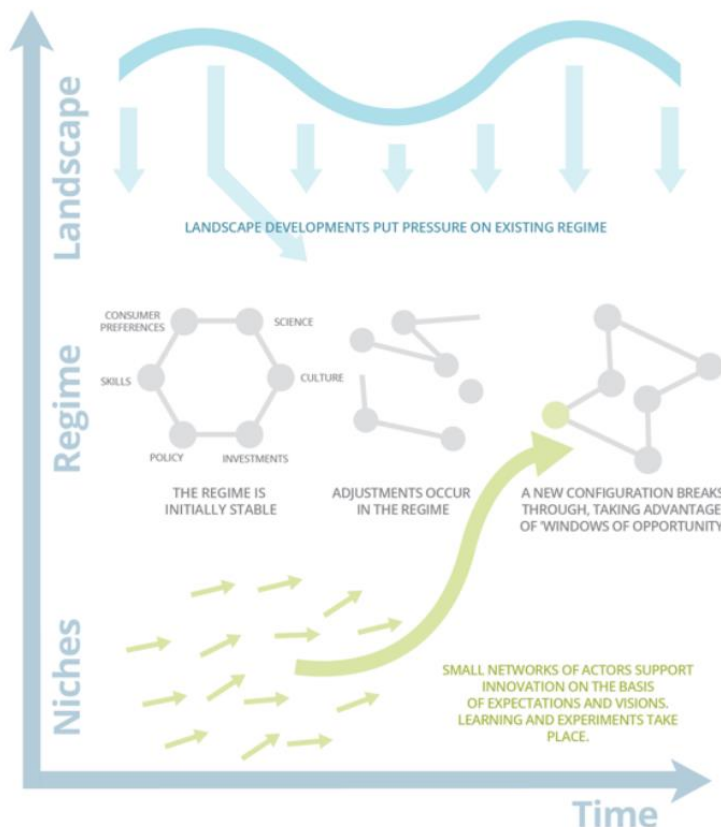 Landscape
LANDSCAPE DEVELOPMENTS PUT PRESSURE ON EXISTING REGIME
Regime
CONSUMER
PREFERENCES
SCIENCE
SKILLS
CULTURE
POLICY
INVESTMENTS
THE REGIME IS
INITIALLY STABLE
ADJUSTMENTS OCCUR
IN THE REGIME
A NEW CONFIGURATION BREAKS
THROUGH, TAKING ADVANTAGE
OF 'WINDOWS OF OPPORTUNITY
Niches
SMALL NETWORKS OF ACTORS SUPPORT
INNOVATION ON THE BASIS
OF EXPECTATIONS AND VISIONS.
LEARNING AND EXPERIMENTS TAKE
PLACE.
Time